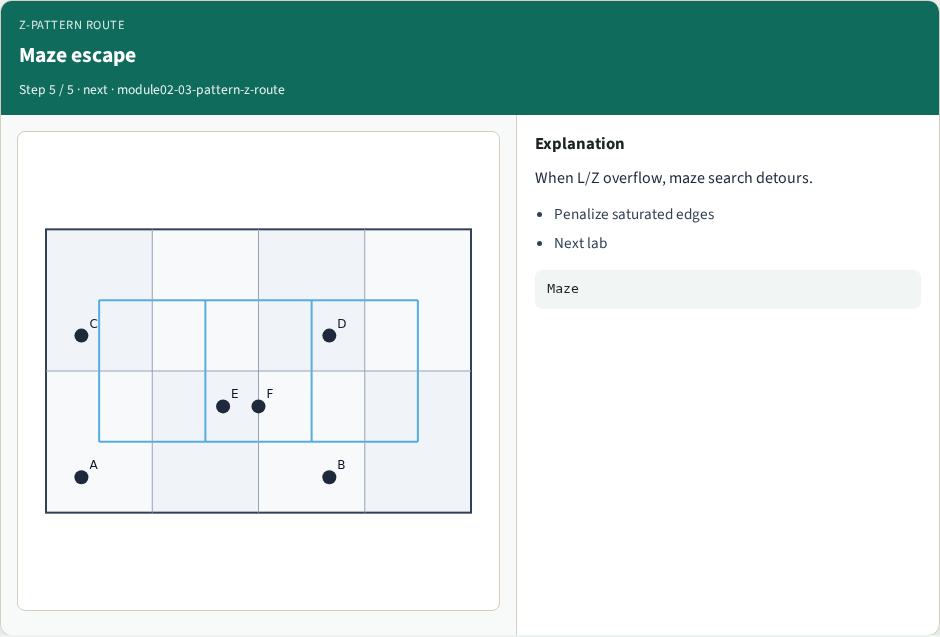 Z-PATTERN ROUTE
Maze escape
Step 5 / 5 · next · module02-03-pattern-z-route
C
D
E
F
A
B
Explanation
When L/Z overflow, maze search detours.
• Penalize saturated edges
• Next lab
Maze